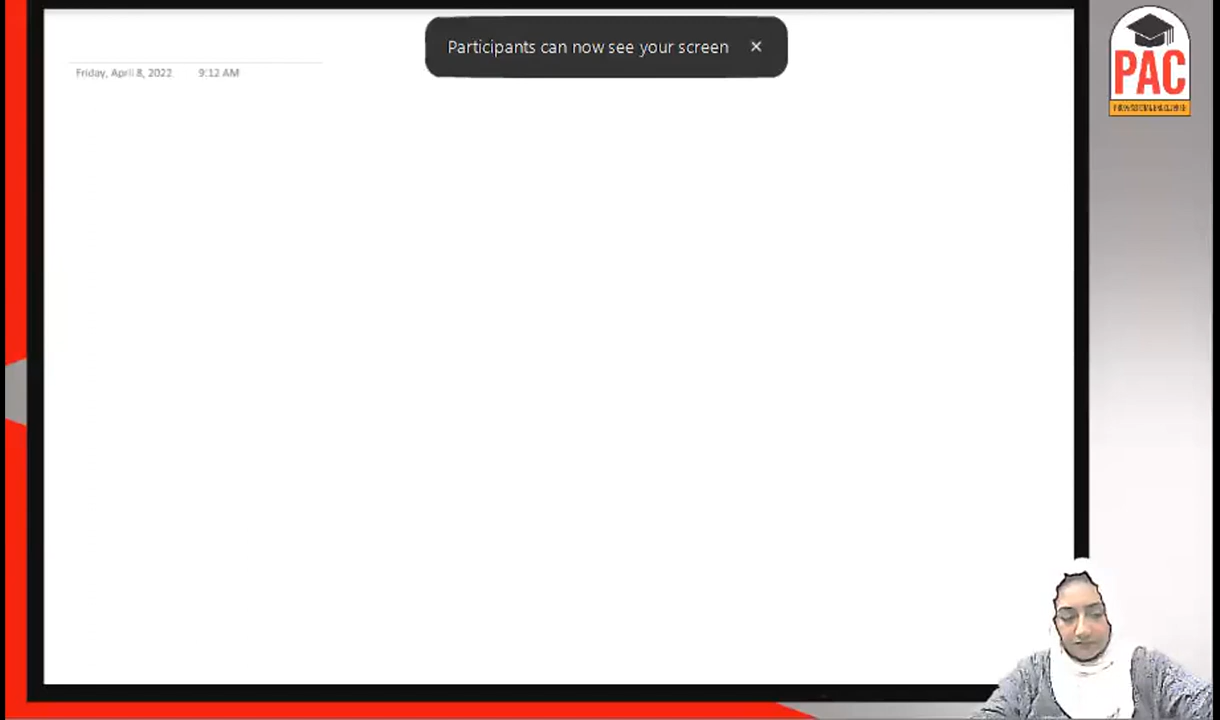 Participants can now see your screen ×
Friday, April 8, 2022 9:12 AM
PAC